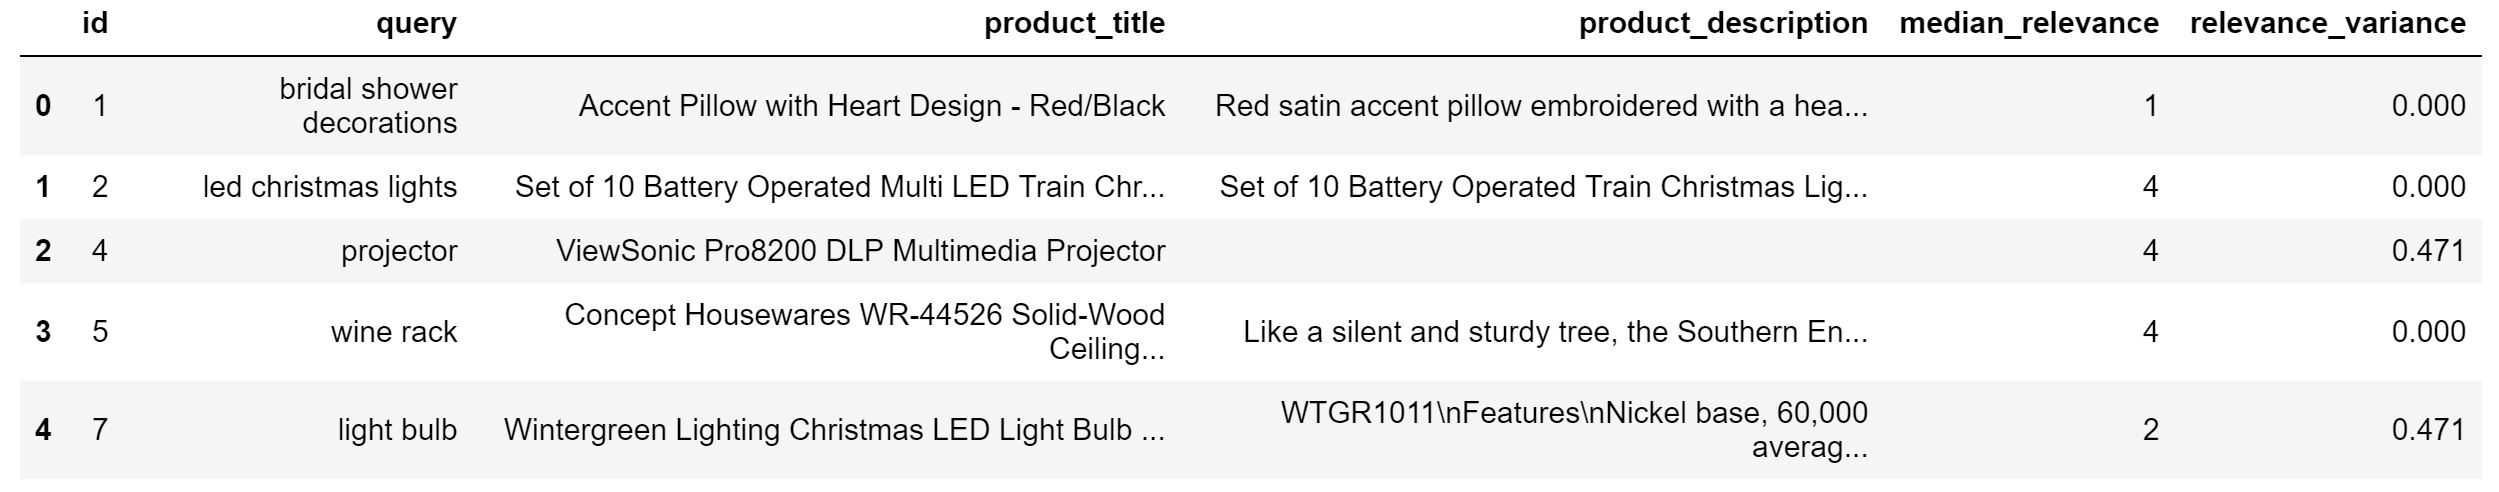 id query product_title product_description median_relevance relevance_variance
0 1 bridal shower decorations Accent Pillow with Heart Design - Red/Black Red satin accent pillow embroidered with a hea... 1 0.000
1 2 led christmas lights Set of 10 Battery Operated Multi LED Train Chr... Set of 10 Battery Operated Train Christmas Lig... 4 0.000
2 4 projector ViewSonic Pro8200 DLP Multimedia Projector 4 0.471
3 5 wine rack Concept Housewares WR-44526 Solid-Wood Ceiling... Like a silent and sturdy tree, the Southern En... 4 0.000
4 7 light bulb Wintergreen Lighting Christmas LED Light Bulb ... WTGR1011\nFeatures\nNickel base, 60,000 averag... 2 0.471